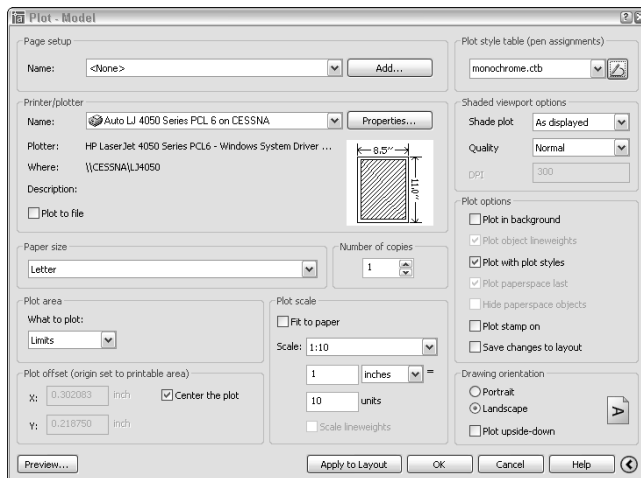 Plot - Model
Page setup
Name: <None> Add...
Plot style table (pen assignments)
monochrome.ctb
Printer/plotter
Name: Auto LJ 4050 Series PCL 6 on CESSNA Properties...
Plotter: HP LaserJet 4050 Series PCL6 - Windows System Driver ...
Where: \\CESSNA\LJ4050
Description:
Plot to file
8.5"
11.0"
Shaded viewport options
Shade plot As displayed
Quality Normal
DPI 300
Paper size
Letter
Number of copies
1
Plot options
Plot in background
Plot object lineweights
Plot with plot styles
Plot paperspace last
Hide paperspace objects
Plot stamp on
Save changes to layout
Plot area
What to plot:
Limits
Plot scale
Fit to paper
Scale: 1:10
1 inches =
10 units
Scale lineweights
Plot offset (origin set to printable area)
X: 0.302083 inch Center the plot
Y: 0.218750 inch
Drawing orientation
Portrait
Landscape
Plot upside-down
A
Preview... Apply to Layout OK Cancel Help